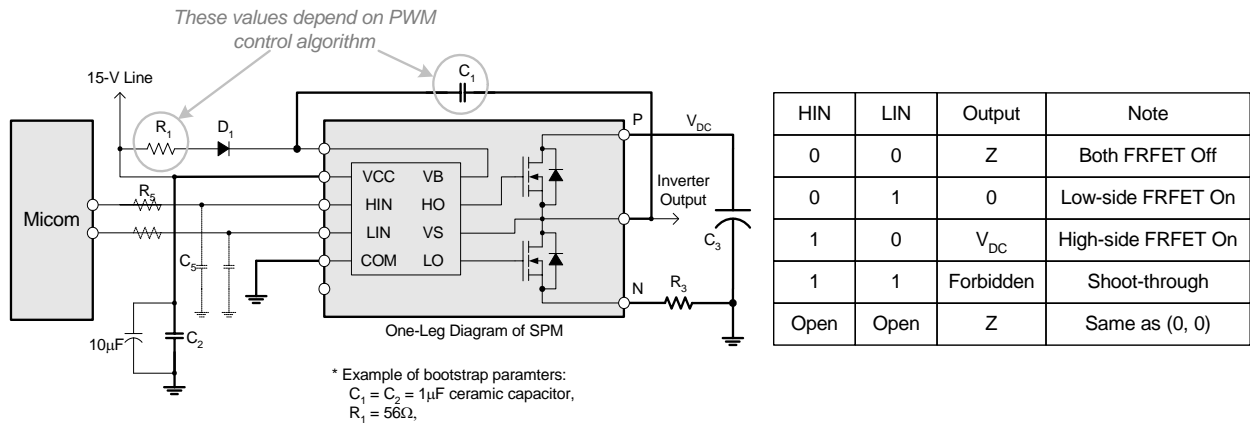 These values depend on PWM
control algorithm
15-V Line
C1
R1
D1
P
VDC
VCC VB
R5
HIN HO
Inverter
Output
Micom
LIN VS
C3
C5
COM LO
N
R3
One-Leg Diagram of SPM
10μF
C2
* Example of bootstrap paramters:
C1 = C2 = 1μF ceramic capacitor,
R1 = 56Ω,
HIN LIN Output Note
0 0 Z Both FRFET Off
0 1 0 Low-side FRFET On
1 0 VDC High-side FRFET On
1 1 Forbidden Shoot-through
Open Open Z Same as (0, 0)